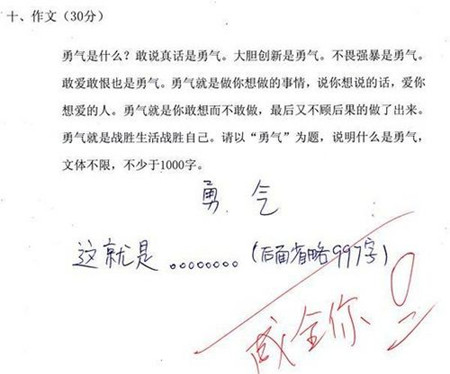 十、作文（30分）
勇气是什么？敢说真话是勇气。大胆创新是勇气。不畏强暴是勇气。
敢爱敢恨也是勇气。勇气就是做你想做的事情，说你想说的话，爱你
想爱的人。勇气就是你敢想而不敢做，最后又不顾后果的做了出来。
勇气就是战胜生活战胜自己。请以“勇气”为题，说明什么是勇气，
文体不限，不少于1000字。
勇气
这就是。。。。。。。。(后面省略997字)
成全你 0